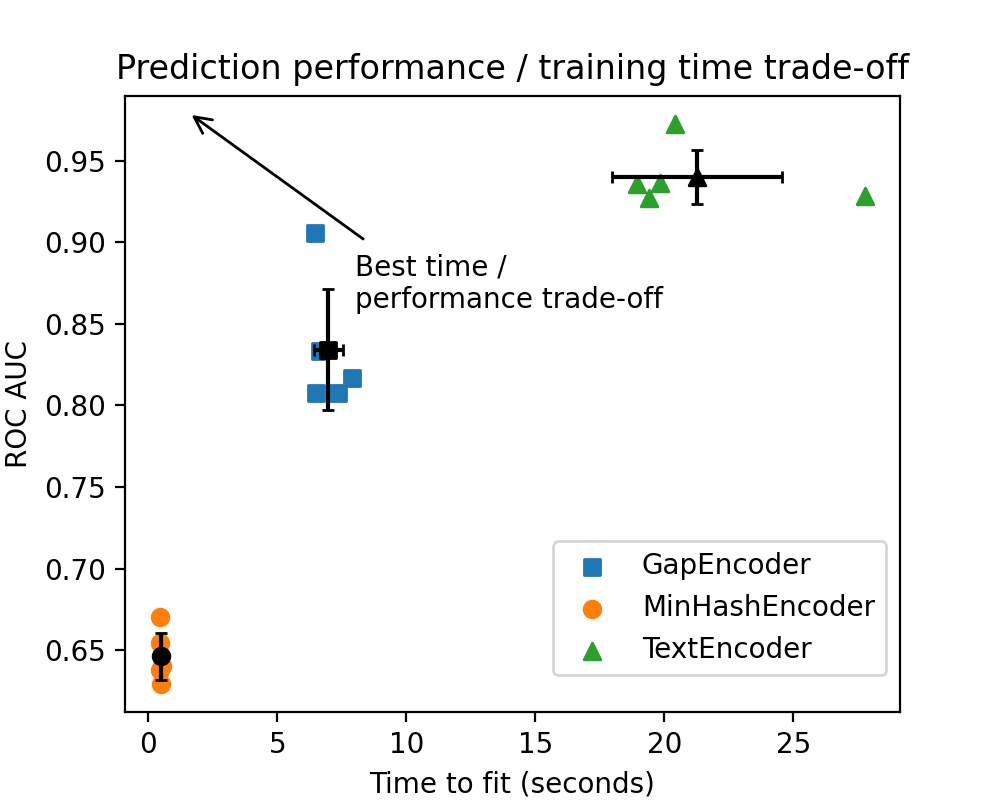 Prediction performance / training time trade-off
0.95
0.90
0.85
0.80
0.75
0.70
0.65
ROC AUC
Best time /
performance trade-off
GapEncoder
MinHashEncoder
TextEncoder
0
5
10
15
20
25
Time to fit (seconds)